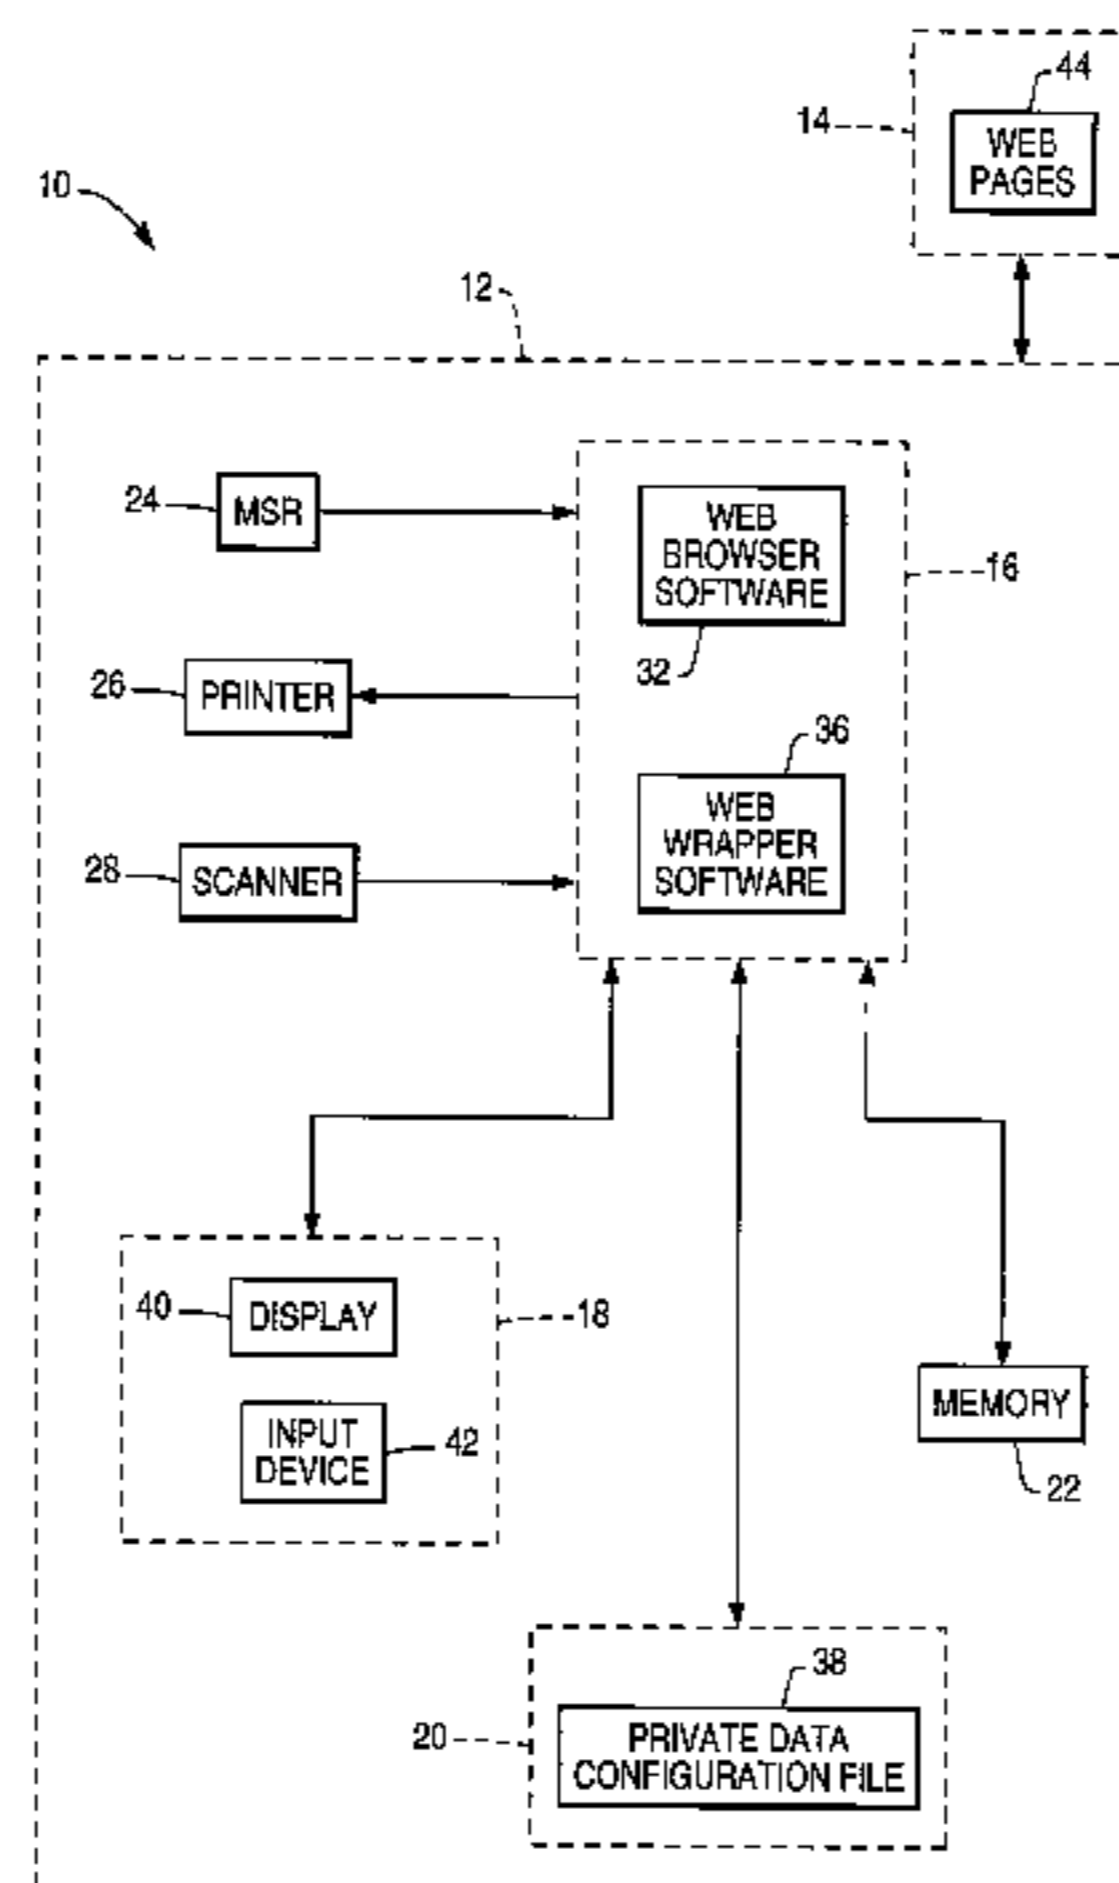 44
14
WEB
PAGES
10
12
24
MSR
WEB
BROWSER
SOFTWARE
16
32
26
PRINTER
36
WEB
WRAPPER
SOFTWARE
28
SCANNER
40
DISPLAY
18
INPUT
DEVICE
42
MEMORY
22
38
20
PRIVATE DATA
CONFIGURATION FILE